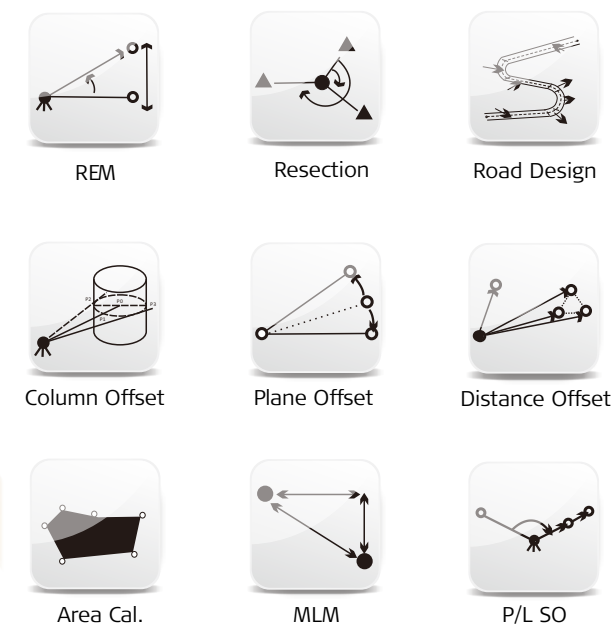 REM
Resection
Road Design
P2
P0
P3
P1
Column Offset
Plane Offset
Distance Offset
Area Cal.
MLM
P/L SO